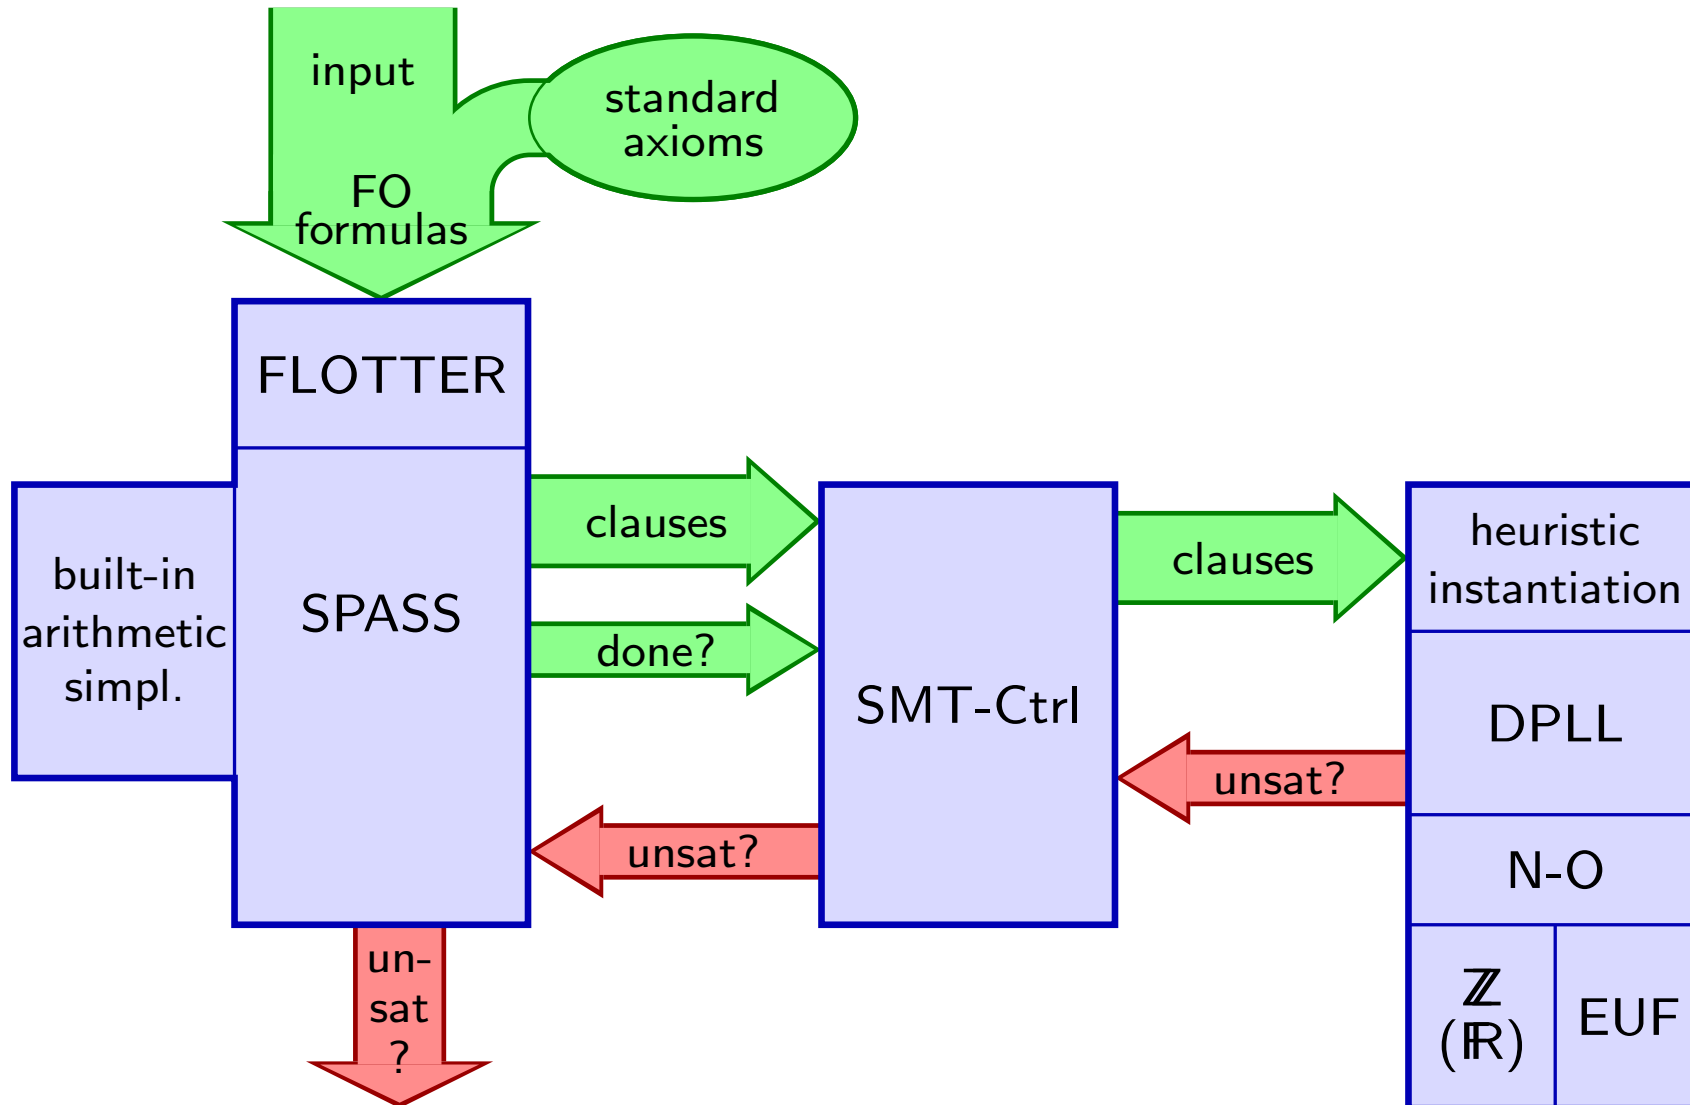 input
standard
axioms
FO
formulas
FLOTTER
built-in
arithmetic
simpl.
SPASS
clauses
done?
unsat?
SMT-Ctrl
clauses
unsat?
heuristic
instantiation
DPLL
N-O
ℤ
(ℝ)
EUF
un-
sat
?